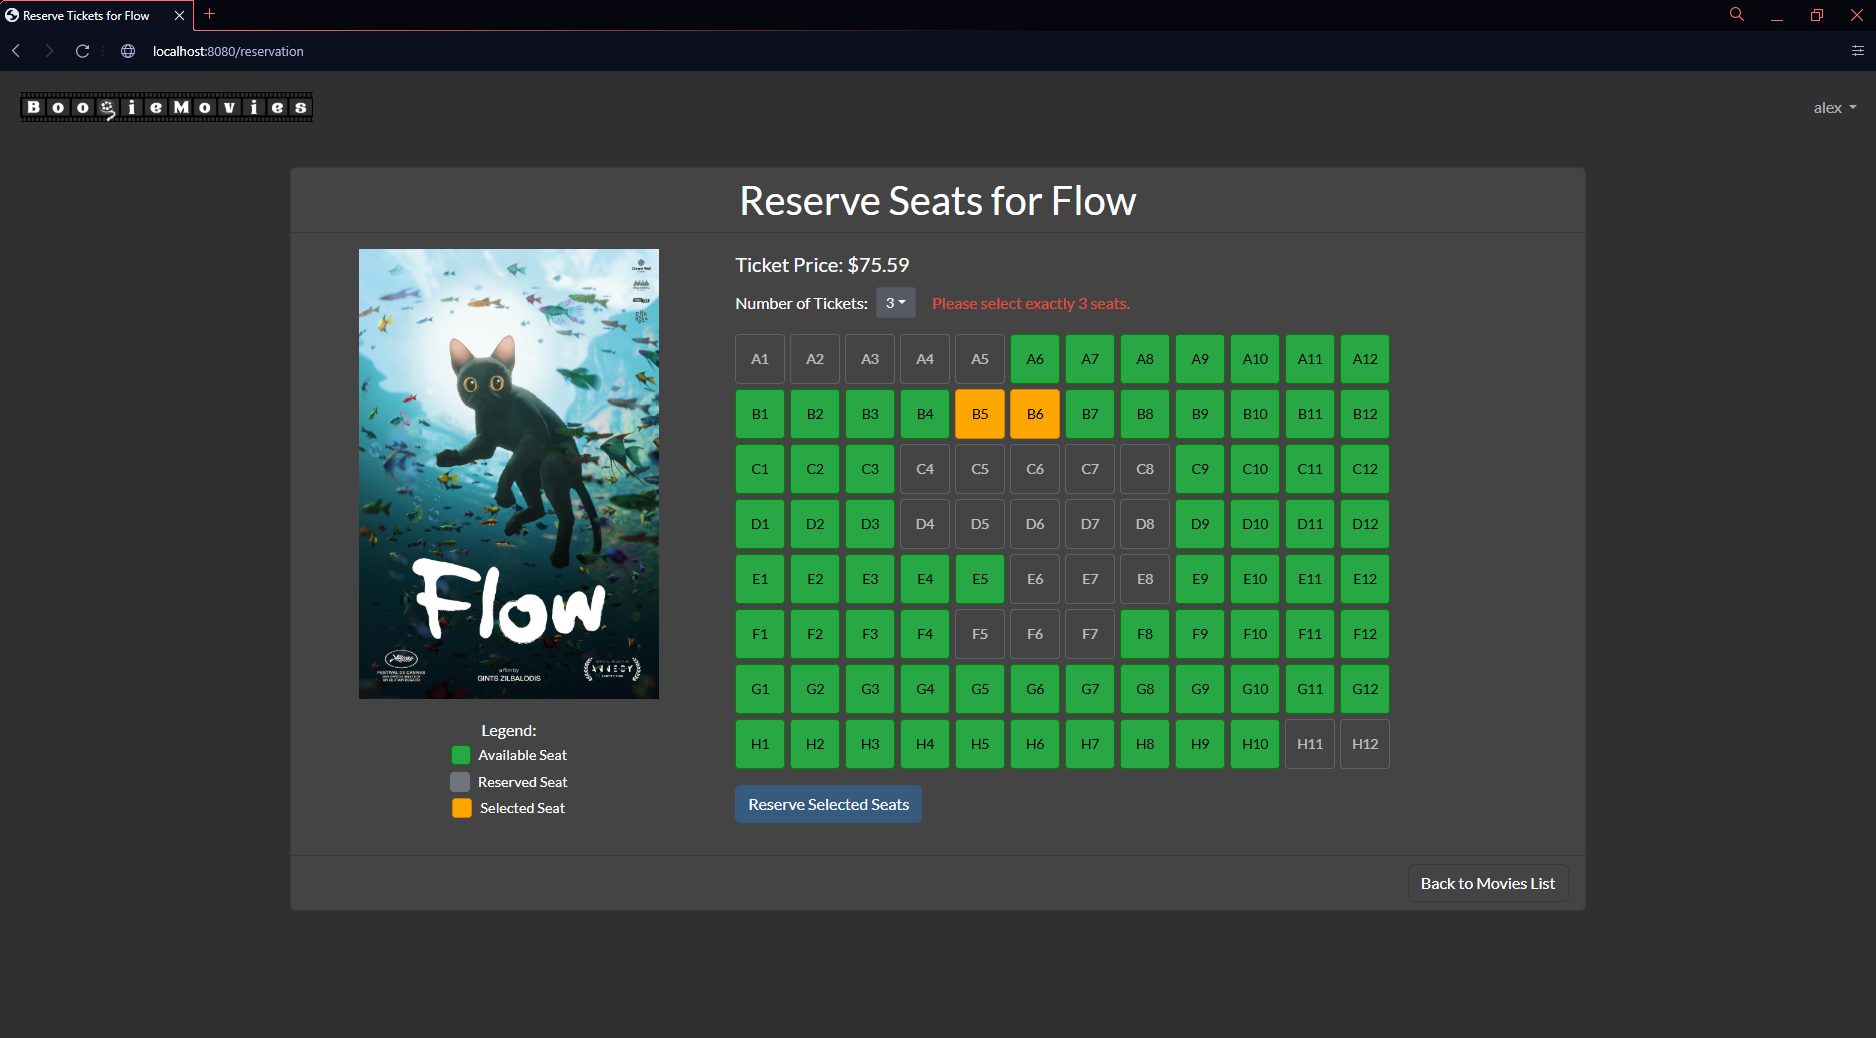 Reserve Tickets for Flow
localhost:8080/reservation
BoogieMovies
alex
Reserve Seats for Flow
Ticket Price: $75.59
Number of Tickets: 3 Please select exactly 3 seats.
A1 A2 A3 A4 A5 A6 A7 A8 A9 A10 A11 A12
B1 B2 B3 B4 B5 B6 B7 B8 B9 B10 B11 B12
C1 C2 C3 C4 C5 C6 C7 C8 C9 C10 C11 C12
D1 D2 D3 D4 D5 D6 D7 D8 D9 D10 D11 D12
E1 E2 E3 E4 E5 E6 E7 E8 E9 E10 E11 E12
F1 F2 F3 F4 F5 F6 F7 F8 F9 F10 F11 F12
G1 G2 G3 G4 G5 G6 G7 G8 G9 G10 G11 G12
H1 H2 H3 H4 H5 H6 H7 H8 H9 H10 H11 H12
Reserve Selected Seats
Flow
FESTIVAL DE CANNES
a film by
GINTS ZILBALODIS
ANNECY
Legend:
Available Seat
Reserved Seat
Selected Seat
Back to Movies List